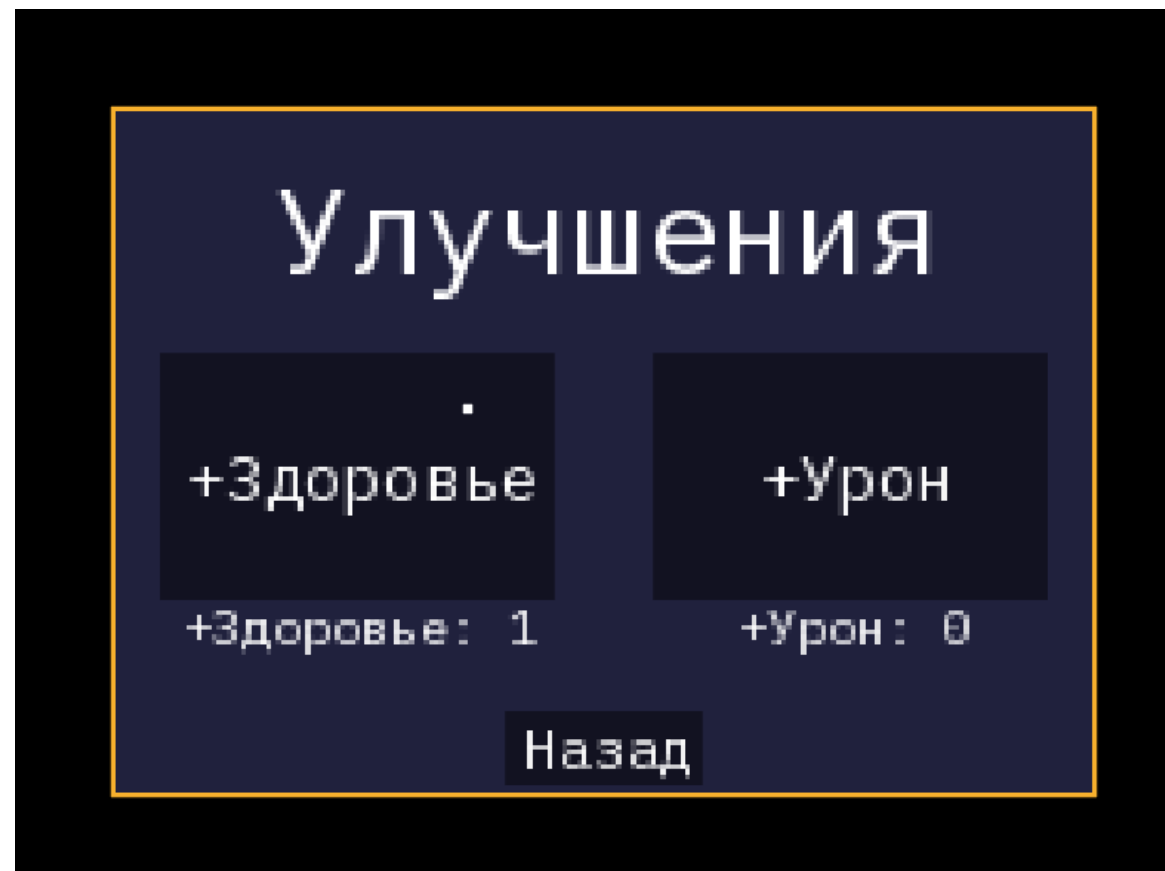 Улучшения
+Здоровье
+Урон
+Здоровье: 1
+Урон: 0
Назад